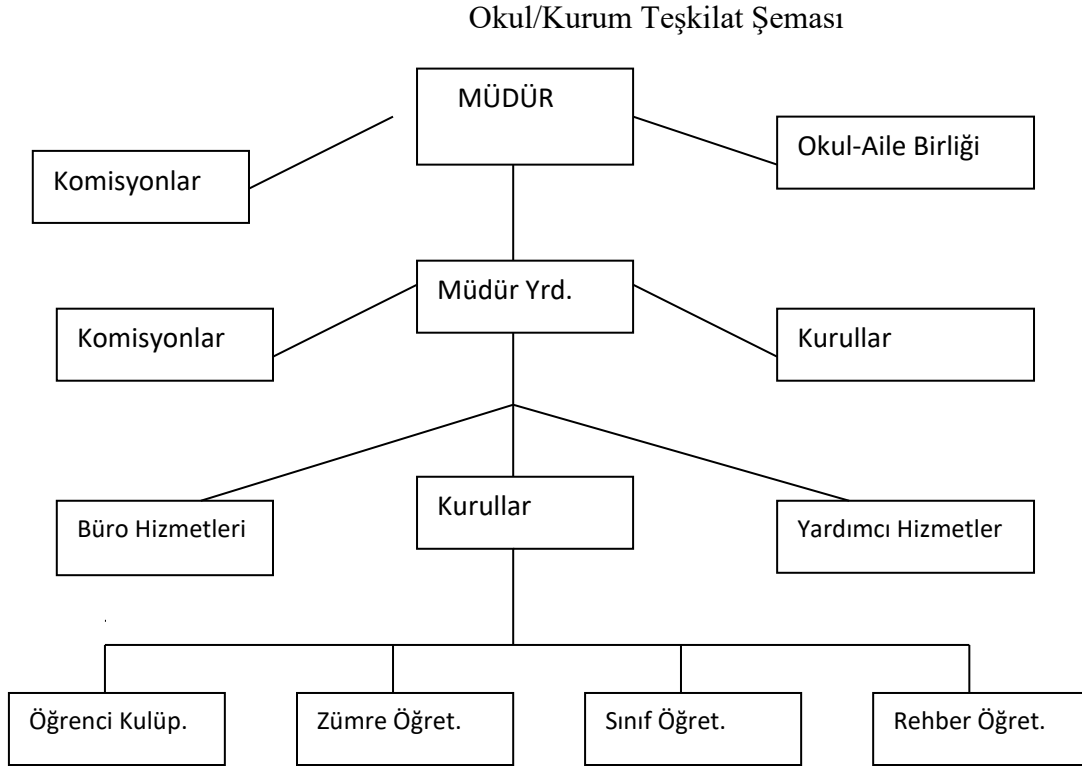 Okul/Kurum Teşkilat Şeması
MÜDÜR
Okul-Aile Birliği
Komisyonlar
Müdür Yrd.
Komisyonlar
Kurullar
Büro Hizmetleri
Kurullar
Yardımcı Hizmetler
Öğrenci Kulüp.
Zümre Öğret.
Sınıf Öğret.
Rehber Öğret.